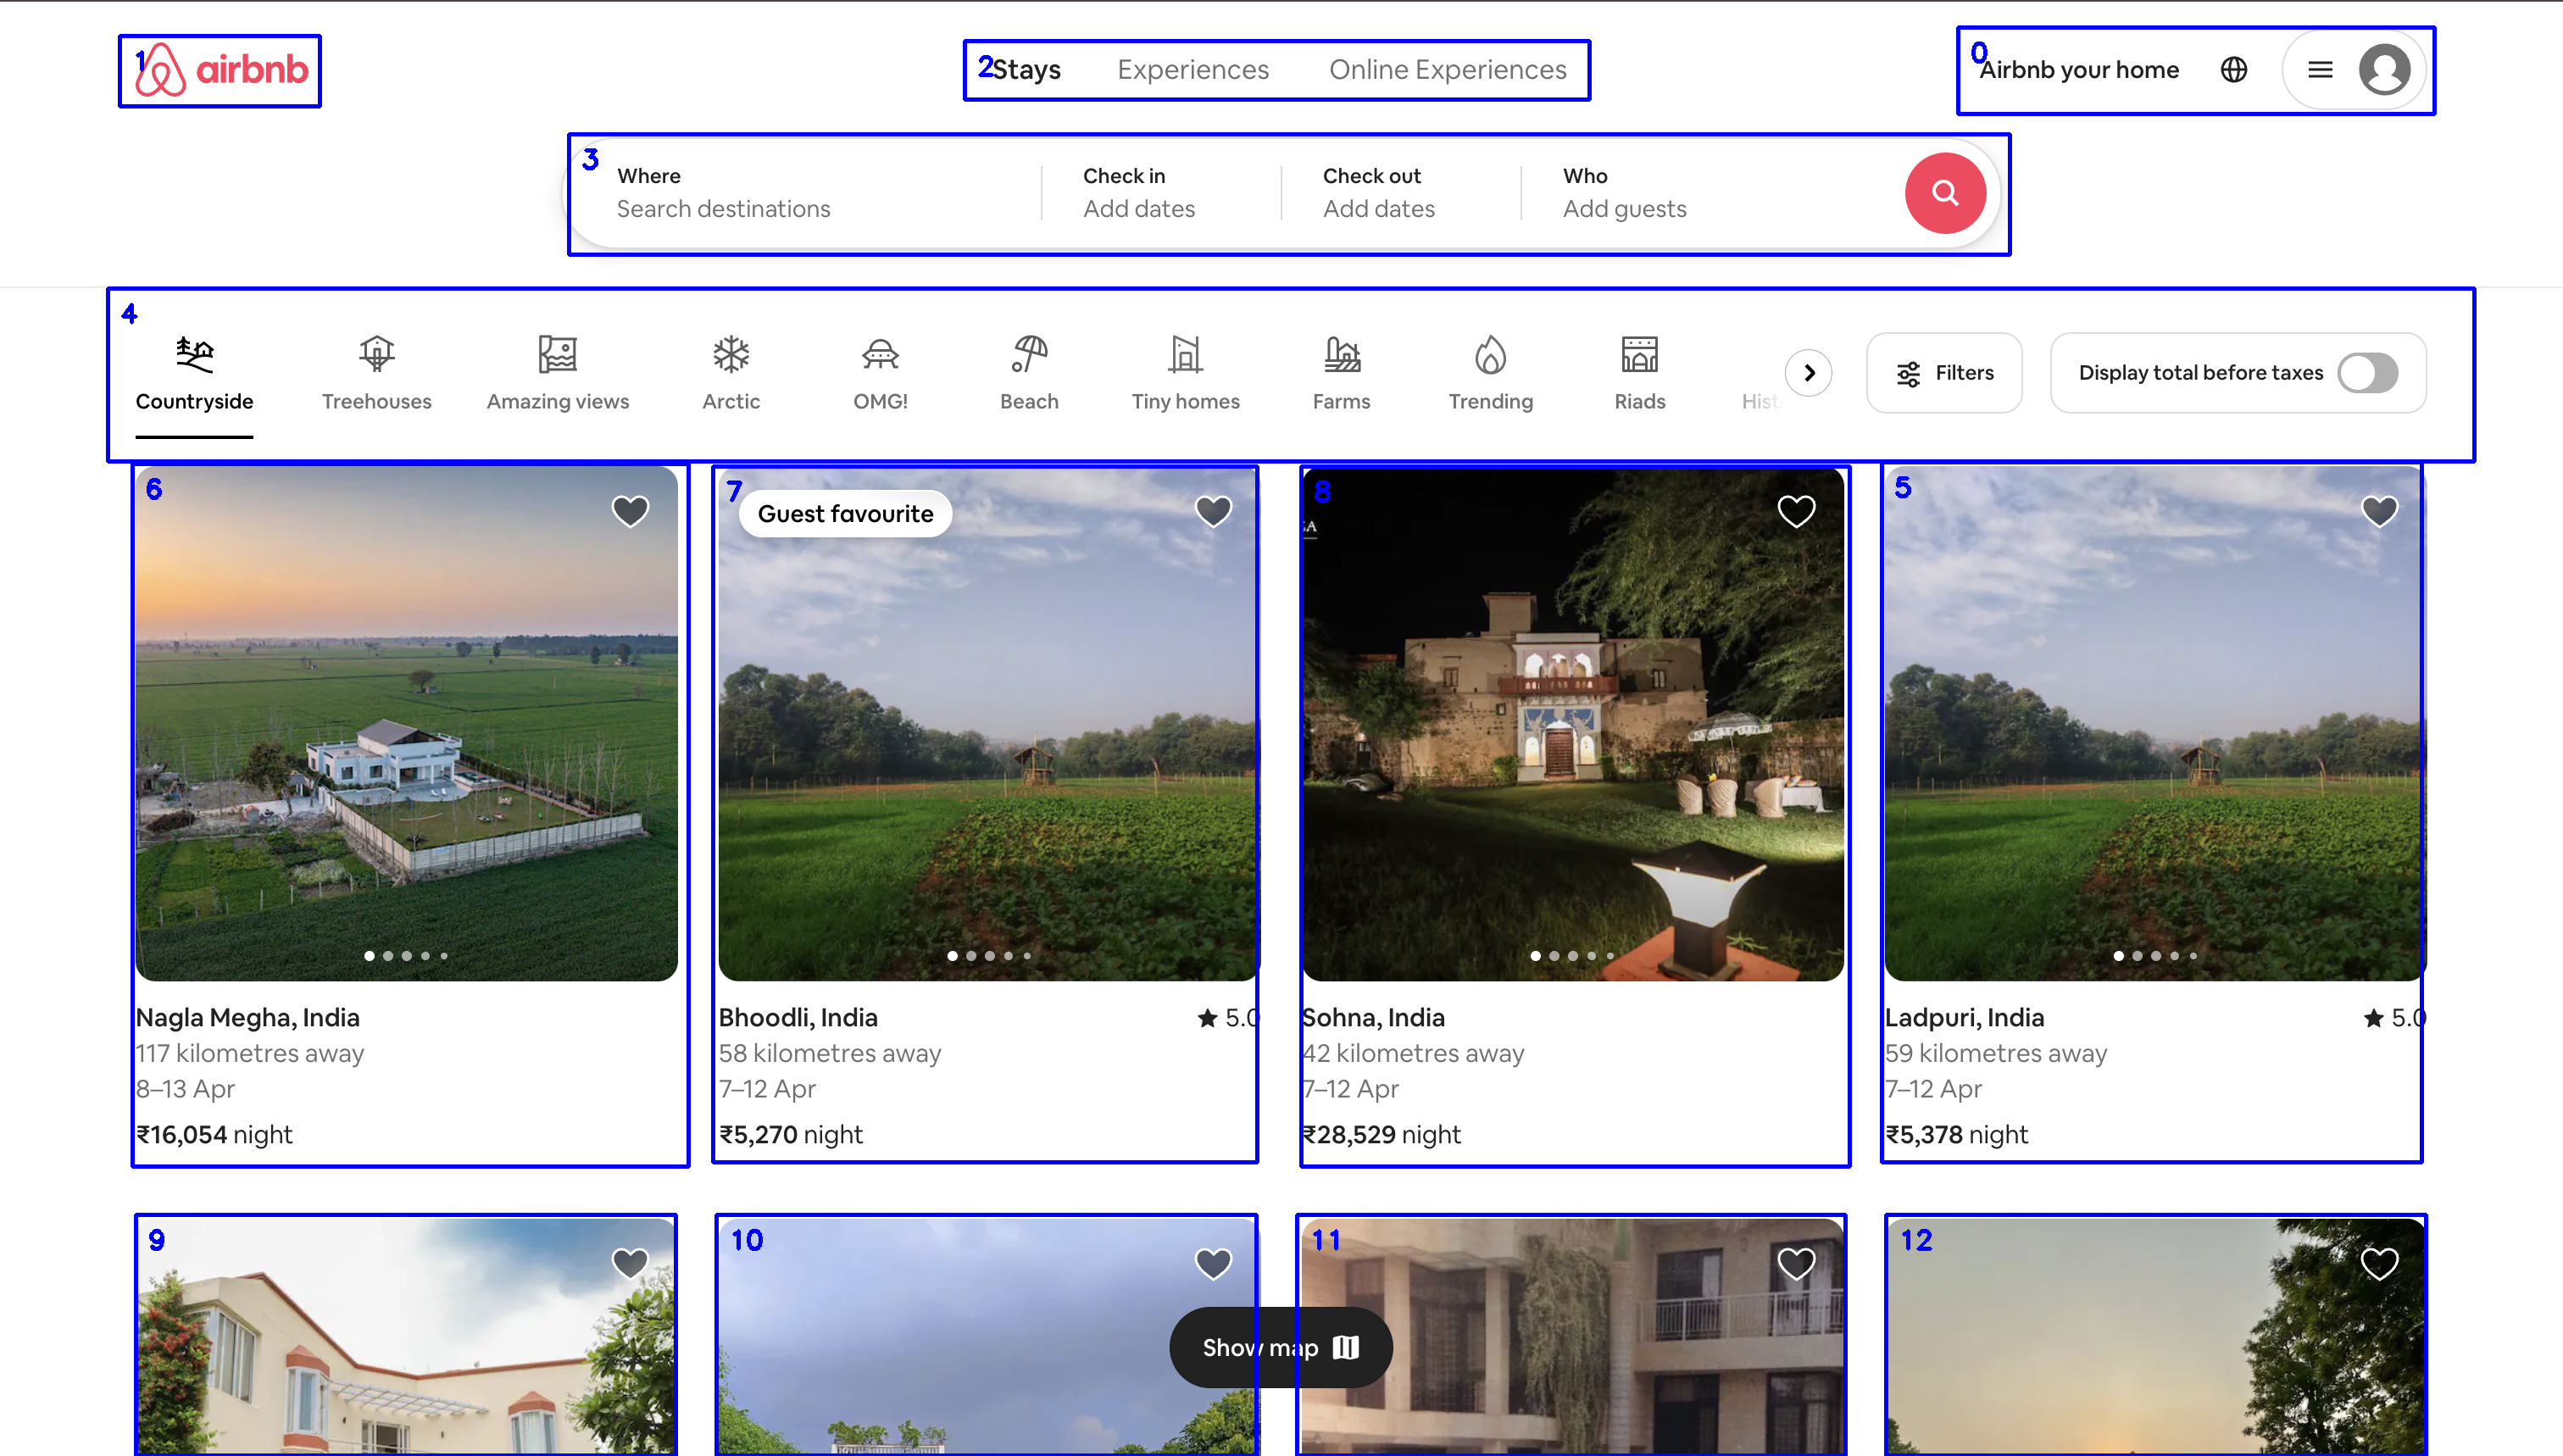 1 airbnb
2 Stays Experiences Online Experiences
0 Airbnb your home
3 Where Check in Check out Who
Search destinations Add dates Add dates Add guests
4
Countryside Treehouses Amazing views Arctic OMG! Beach Tiny homes Farms Trending Riads Hist Filters Display total before taxes
6 7 8 5
Guest favourite
Nagla Megha, India
117 kilometres away
8–13 Apr
₹16,054 night
Bhoodli, India 5.0
58 kilometres away
7–12 Apr
₹5,270 night
Sohna, India
42 kilometres away
7–12 Apr
₹28,529 night
Ladpuri, India 5.0
59 kilometres away
7–12 Apr
₹5,378 night
9 10 11 12
Show map